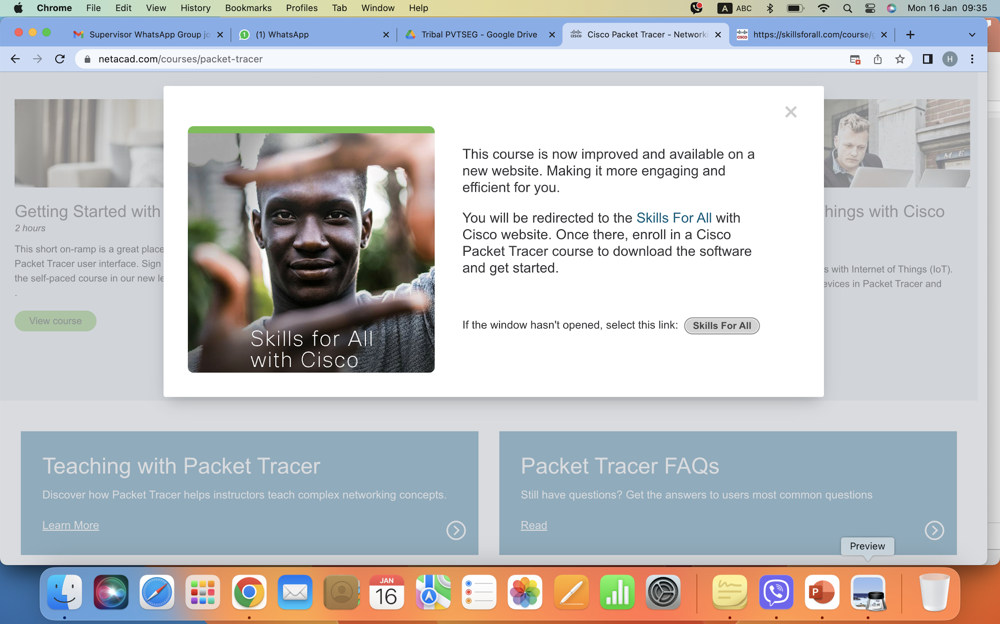 Chrome File Edit View History Bookmarks Profiles Tab Window Help A ABC Mon 16 Jan 09:35
Supervisor WhatsApp Group jo (1) WhatsApp Tribal PVTSEG - Google Drive Cisco Packet Tracer - Networki https://skillsforall.com/course/g
netacad.com/courses/packet-tracer H
This course is now improved and available on a
new website. Making it more engaging and
efficient for you.
You will be redirected to the Skills For All with
Cisco website. Once there, enroll in a Cisco
Packet Tracer course to download the software
and get started.
If the window hasn't opened, select this link: Skills For All
Skills for All
with Cisco
Getting Started with
2 hours
This short on-ramp is a great place
Packet Tracer user interface. Sign
the self-paced course in our new le
.
View course
M E
hings with Cisco
s with Internet of Things (IoT).
evices in Packet Tracer and
Teaching with Packet Tracer
Discover how Packet Tracer helps instructors teach complex networking concepts.
Learn More
Packet Tracer FAQs
Still have questions? Get the answers to users most common questions
Read
Preview
JAN
16
P